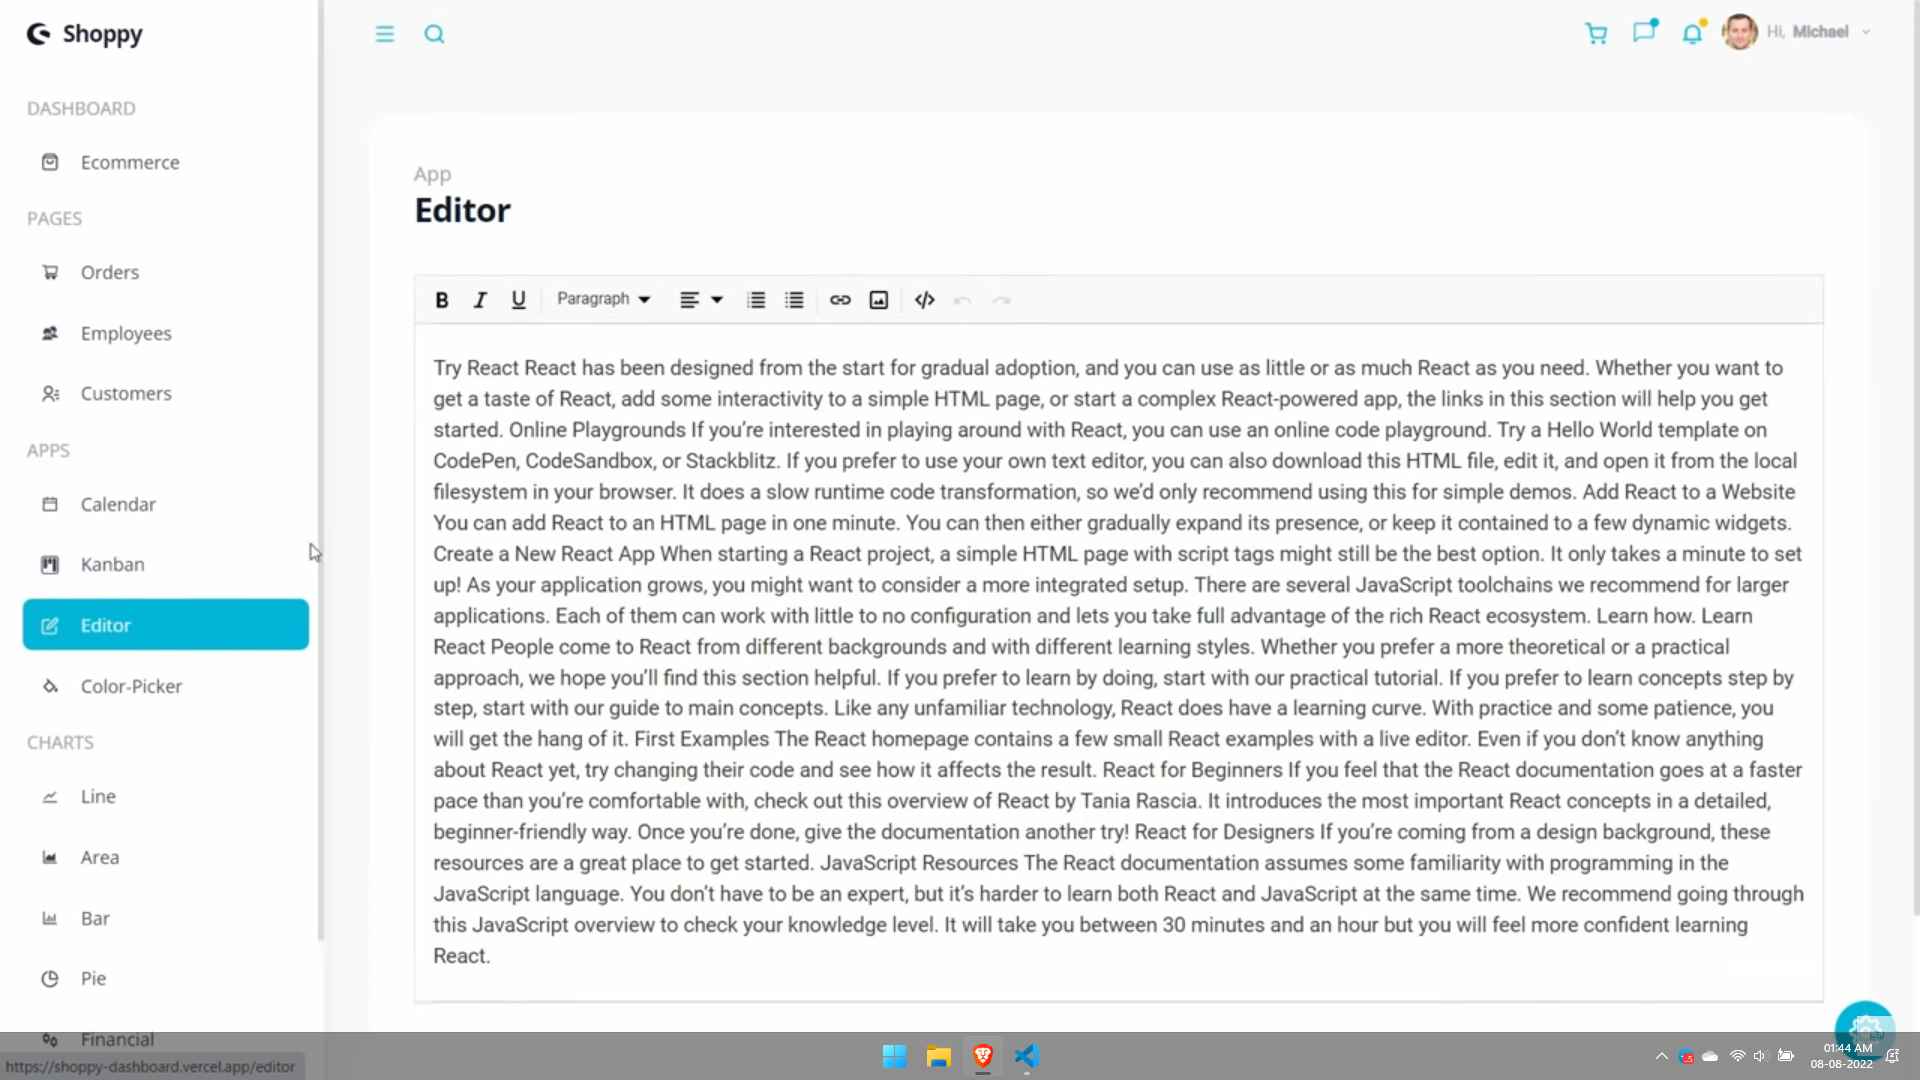 Shoppy
Hi, Michael
DASHBOARD
Ecommerce
PAGES
Orders
Employees
Customers
APPS
Calendar
Kanban
Editor
Color-Picker
CHARTS
Line
Area
Bar
Pie
Financial
App
Editor
B I U Paragraph
Try React React has been designed from the start for gradual adoption, and you can use as little or as much React as you need. Whether you want to
get a taste of React, add some interactivity to a simple HTML page, or start a complex React-powered app, the links in this section will help you get
started. Online Playgrounds If you’re interested in playing around with React, you can use an online code playground. Try a Hello World template on
CodePen, CodeSandbox, or Stackblitz. If you prefer to use your own text editor, you can also download this HTML file, edit it, and open it from the local
filesystem in your browser. It does a slow runtime code transformation, so we’d only recommend using this for simple demos. Add React to a Website
You can add React to an HTML page in one minute. You can then either gradually expand its presence, or keep it contained to a few dynamic widgets.
Create a New React App When starting a React project, a simple HTML page with script tags might still be the best option. It only takes a minute to set
up! As your application grows, you might want to consider a more integrated setup. There are several JavaScript toolchains we recommend for larger
applications. Each of them can work with little to no configuration and lets you take full advantage of the rich React ecosystem. Learn how. Learn
React People come to React from different backgrounds and with different learning styles. Whether you prefer a more theoretical or a practical
approach, we hope you’ll find this section helpful. If you prefer to learn by doing, start with our practical tutorial. If you prefer to learn concepts step by
step, start with our guide to main concepts. Like any unfamiliar technology, React does have a learning curve. With practice and some patience, you
will get the hang of it. First Examples The React homepage contains a few small React examples with a live editor. Even if you don’t know anything
about React yet, try changing their code and see how it affects the result. React for Beginners If you feel that the React documentation goes at a faster
pace than you’re comfortable with, check out this overview of React by Tania Rascia. It introduces the most important React concepts in a detailed,
beginner-friendly way. Once you’re done, give the documentation another try! React for Designers If you’re coming from a design background, these
resources are a great place to get started. JavaScript Resources The React documentation assumes some familiarity with programming in the
JavaScript language. You don’t have to be an expert, but it’s harder to learn both React and JavaScript at the same time. We recommend going through
this JavaScript overview to check your knowledge level. It will take you between 30 minutes and an hour but you will feel more confident learning
React.
https://shoppy-dashboard.vercel.app/editor
01:44 AM
08-08-2022